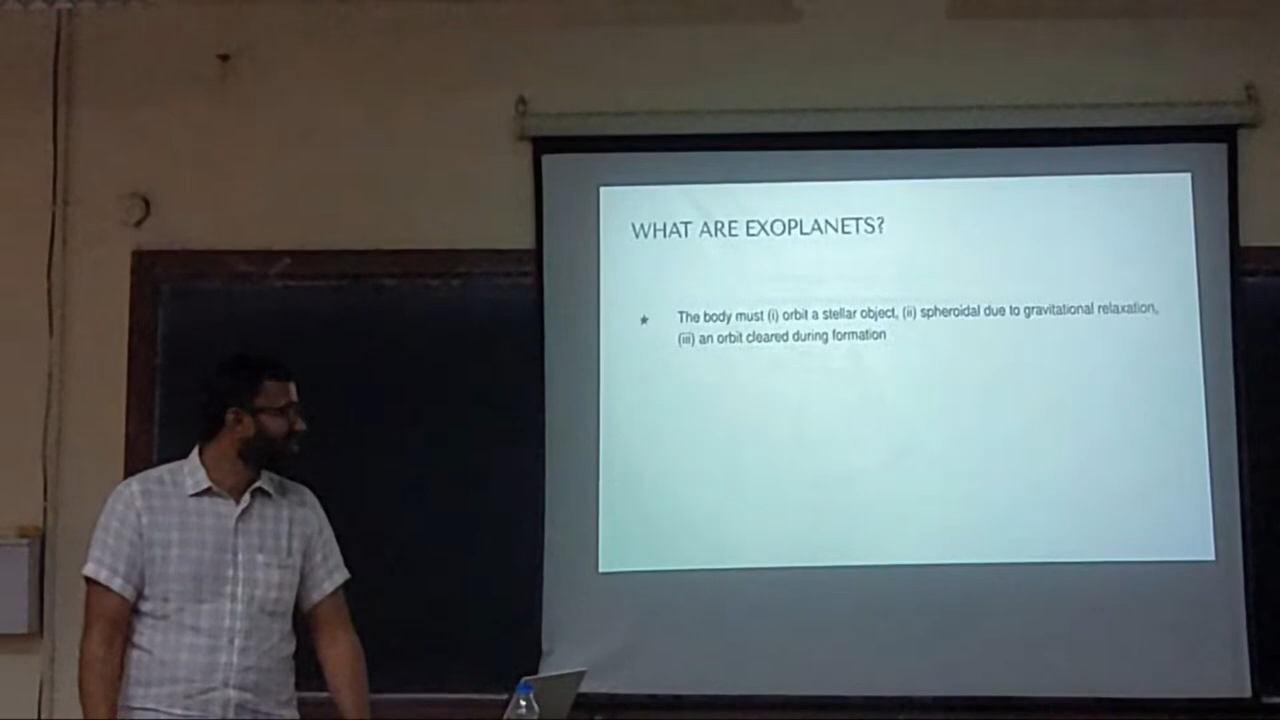 WHAT ARE EXOPLANETS?
The body must (i) orbit a stellar object, (ii) spheroidal due to gravitational relaxation,
(iii) an orbit cleared during formation